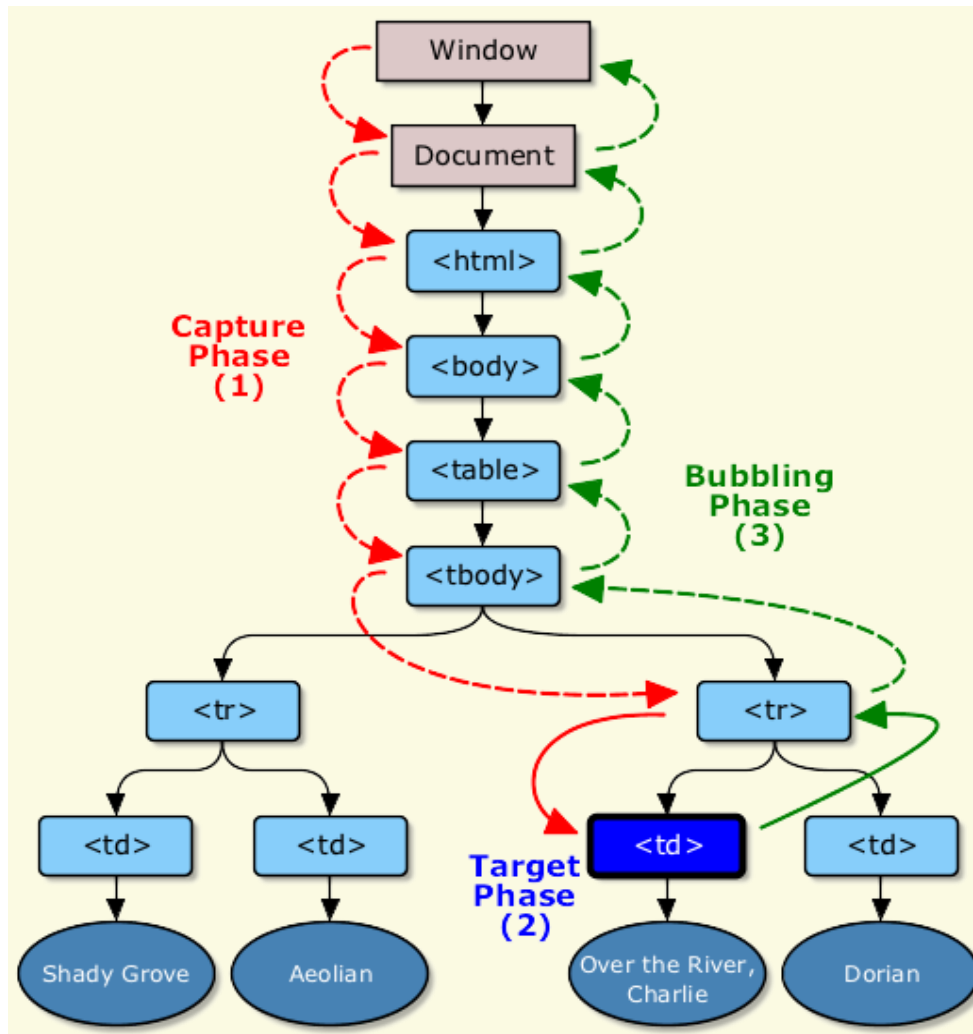 Window
Document
<html>
Capture
Phase
(1)
<body>
<table>
Bubbling
Phase
(3)
<tbody>
<tr>
<tr>
<td>
<td>
<td>
<td>
Target
Phase
(2)
Shady Grove
Aeolian
Over the River,
Charlie
Dorian